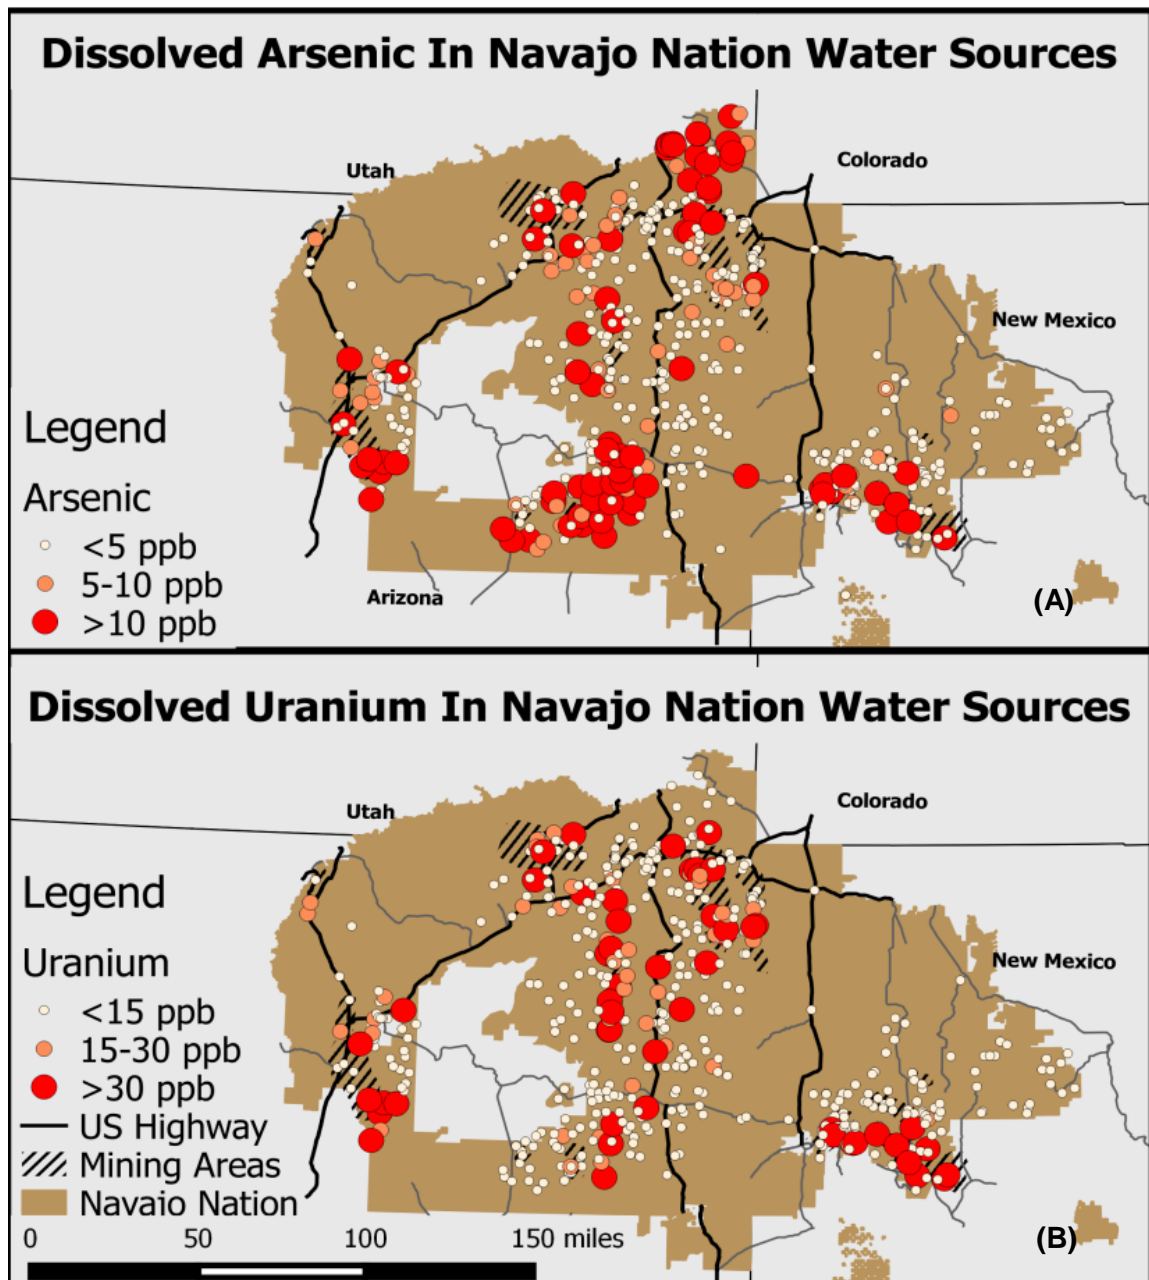 Dissolved Arsenic In Navajo Nation Water Sources
Utah
Colorado
New Mexico
Legend
Arsenic
<5 ppb
5-10 ppb
>10 ppb
Arizona
(A)
Dissolved Uranium In Navajo Nation Water Sources
Utah
Colorado
New Mexico
Legend
Uranium
<15 ppb
15-30 ppb
>30 ppb
US Highway
Mining Areas
Navajo Nation
0 50 100 150 miles
(B)